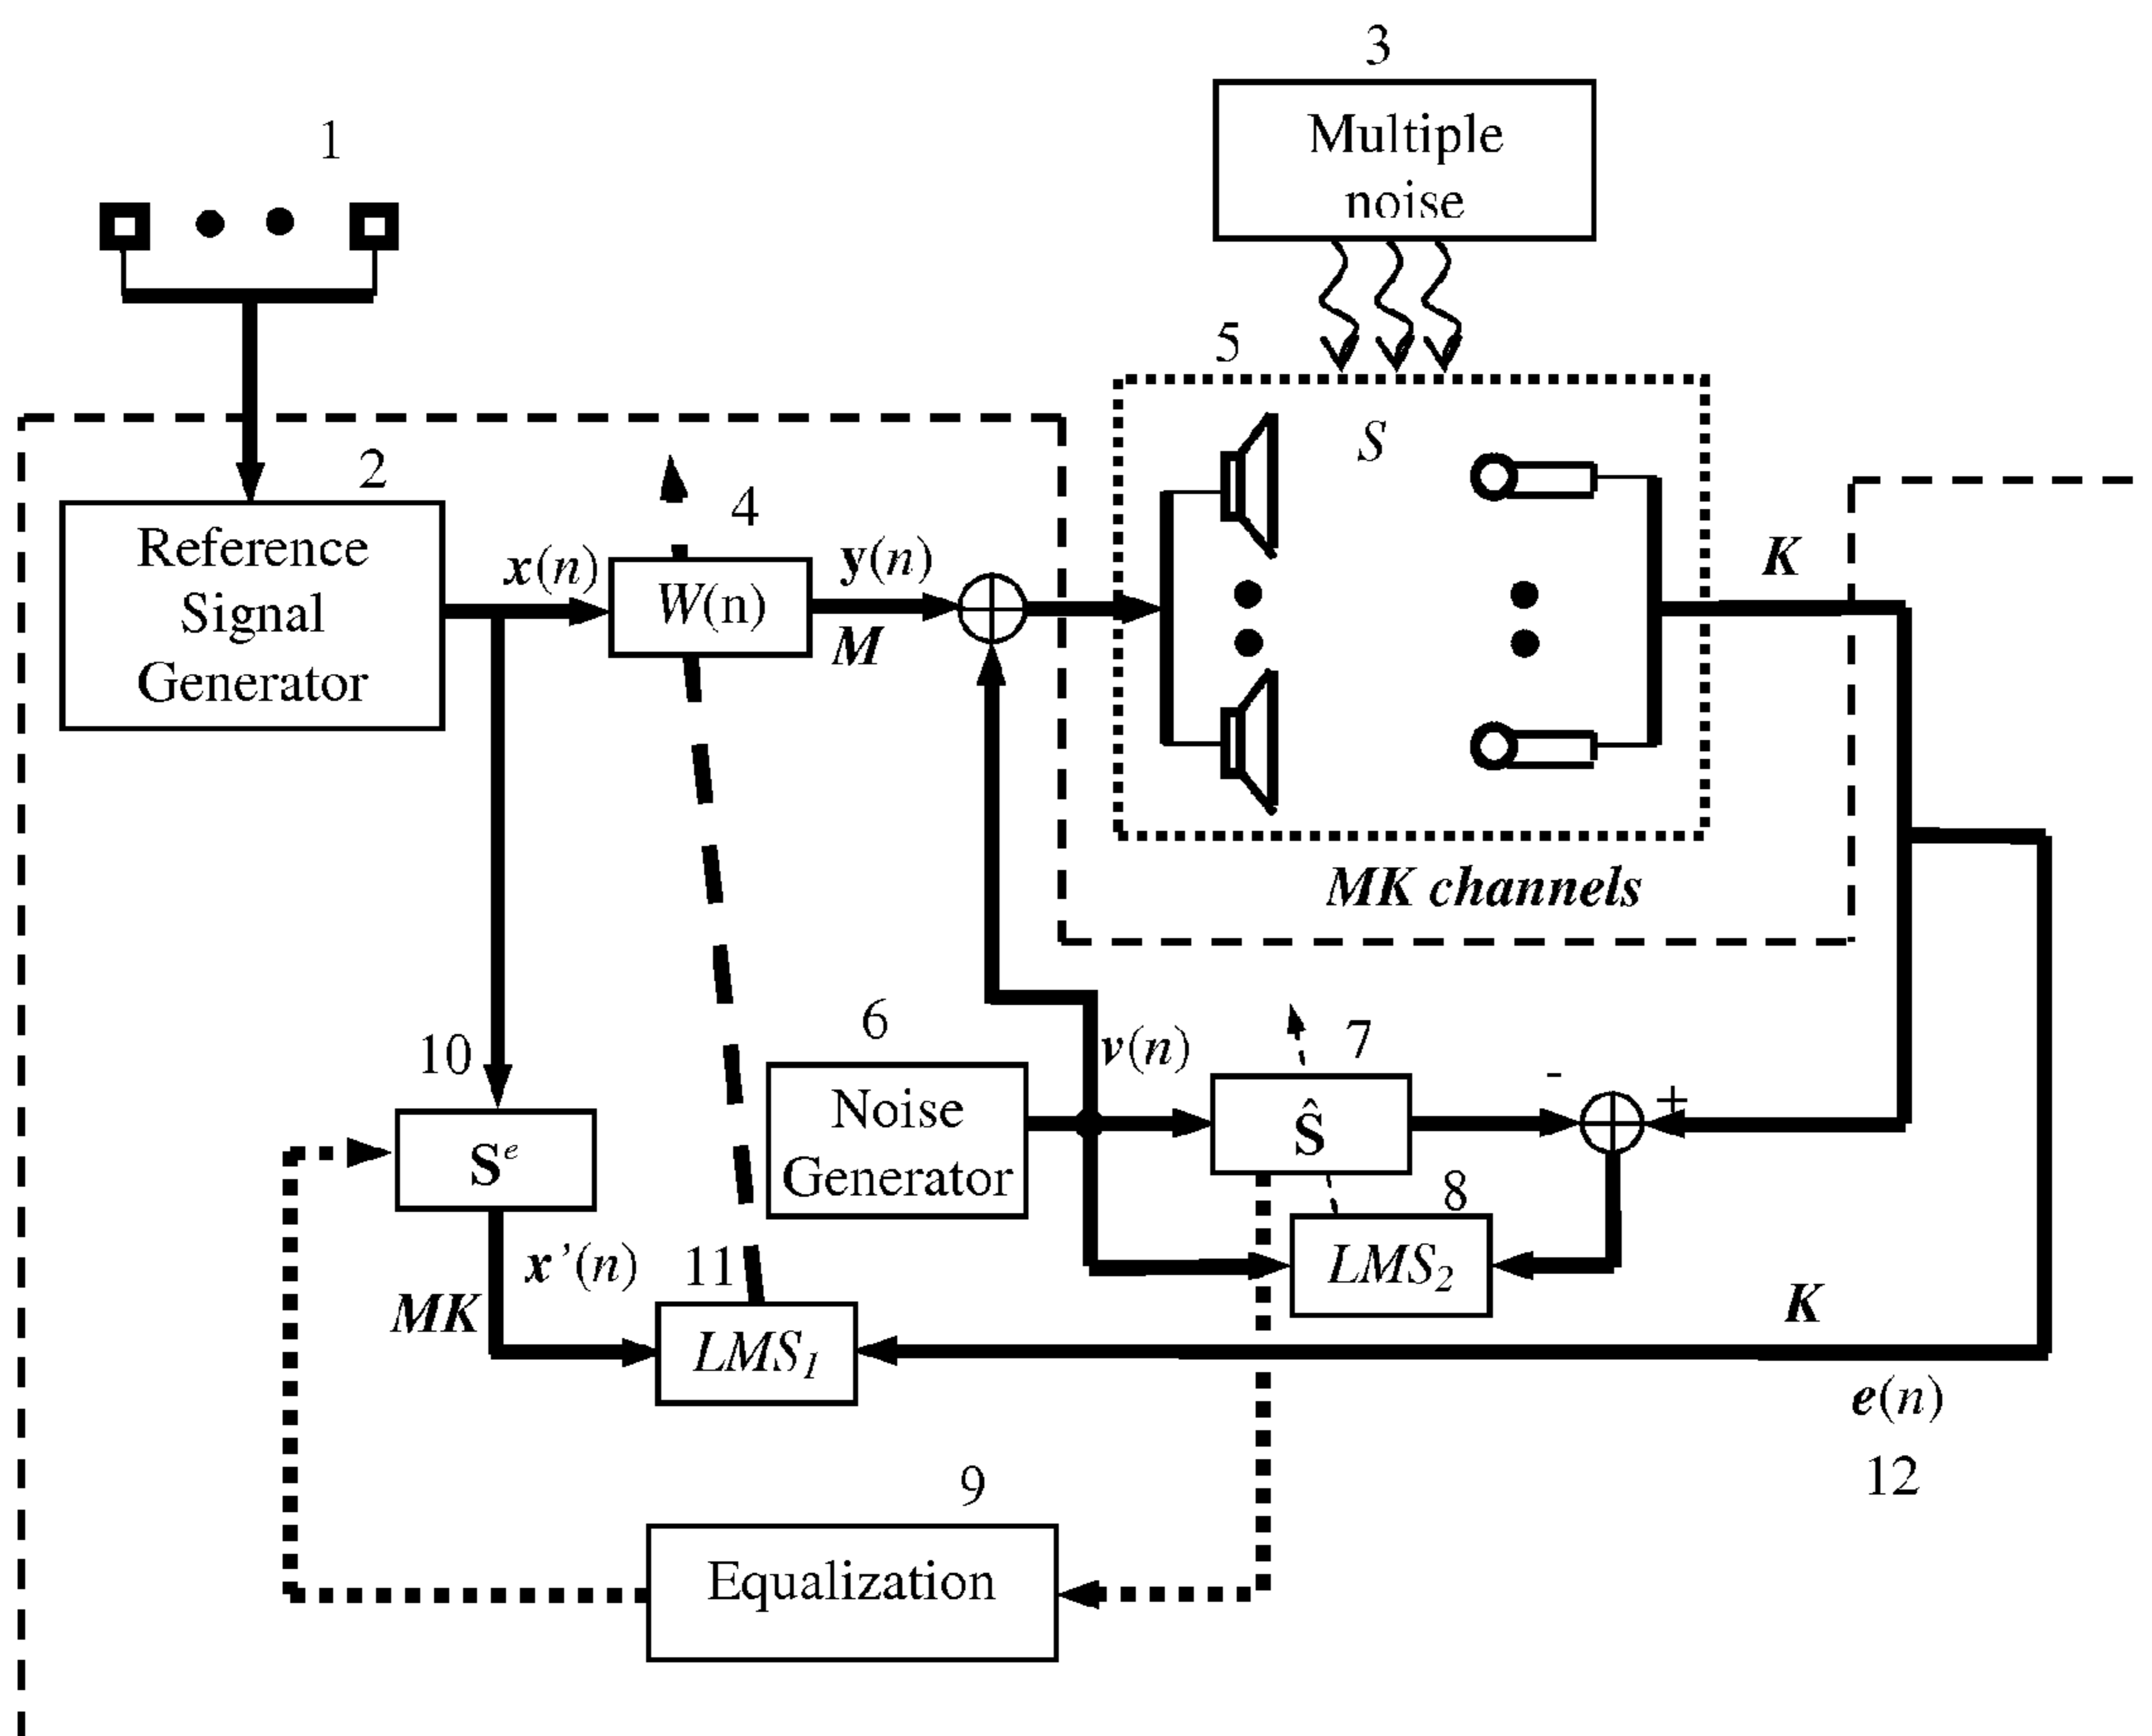 3
Multiple
noise
1
5
S
2
Reference
Signal
Generator
4
x(n)
W(n)
y(n)
M
K
MK channels
6
Noise
Generator
v(n)
7
Ŝ
-
+
10
Sᵉ
8
LMS₂
x'(n)
MK
11
LMS₁
K
e(n)
12
9
Equalization